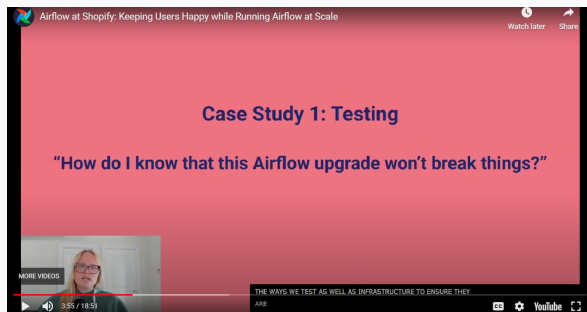 Airflow at Shopify: Keeping Users Happy while Running Airflow at Scale
Watch later
Share
Case Study 1: Testing
“How do I know that this Airflow upgrade won’t break things?”
MORE VIDEOS
THE WAYS WE TEST AS WELL AS INFRASTRUCTURE TO ENSURE THEY
ARE
3:55 / 18:51
CC
YouTube